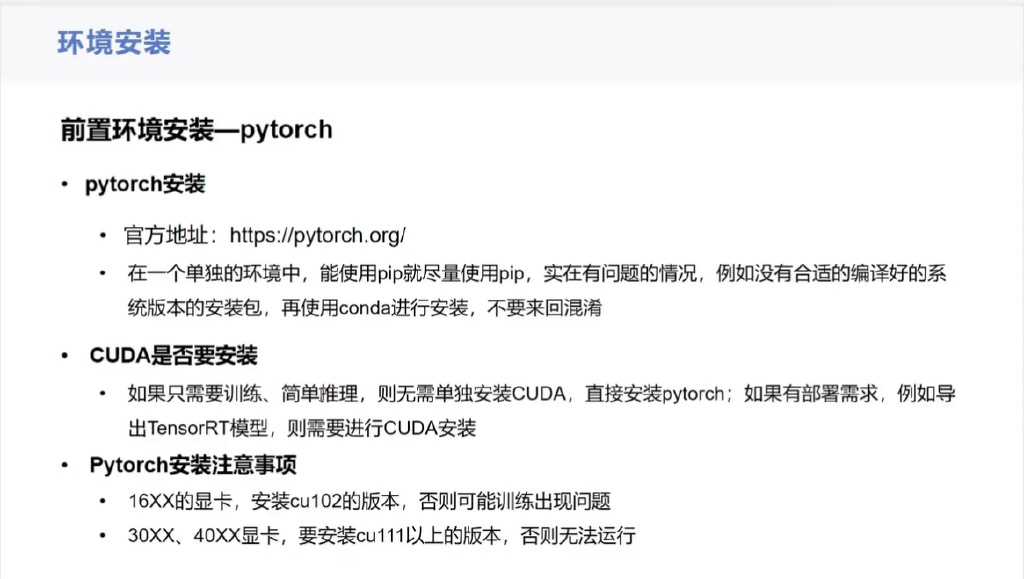 环境安装
前置环境安装—pytorch
• pytorch安装
• 官方地址：https://pytorch.org/
• 在一个单独的环境中，能使用pip就尽量使用pip，实在有问题的情况，例如没有合适的编译好的系
统版本的安装包，再使用conda进行安装，不要来回混淆
• CUDA是否要安装
• 如果只需要训练、简单推理，则无需单独安装CUDA，直接安装pytorch；如果有部署需求，例如导
出TensorRT模型，则需要进行CUDA安装
• Pytorch安装注意事项
• 16XX的显卡，安装cu102的版本，否则可能训练出现问题
• 30XX、40XX显卡，要安装cu111以上的版本，否则无法运行